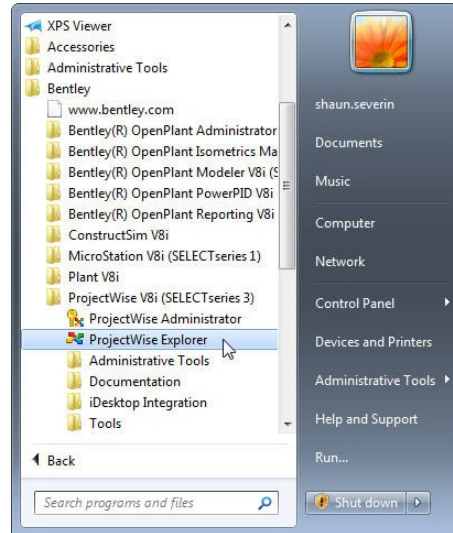 XPS Viewer
Accessories
Administrative Tools
Bentley
www.bentley.com
Bentley(R) OpenPlant Administrator
Bentley(R) OpenPlant Isometrics Ma
Bentley(R) OpenPlant Modeler V8i (S
Bentley(R) OpenPlant PowerPID V8i
Bentley(R) OpenPlant Reporting V8i
ConstructSim V8i
MicroStation V8i (SELECTseries 1)
Plant V8i
ProjectWise V8i (SELECTseries 3)
ProjectWise Administrator
ProjectWise Explorer
Administrative Tools
Documentation
iDesktop Integration
Tools
Back
Search programs and files
shaun.severin
Documents
Music
Computer
Network
Control Panel
Devices and Printers
Administrative Tools
Help and Support
Run...
Shut down